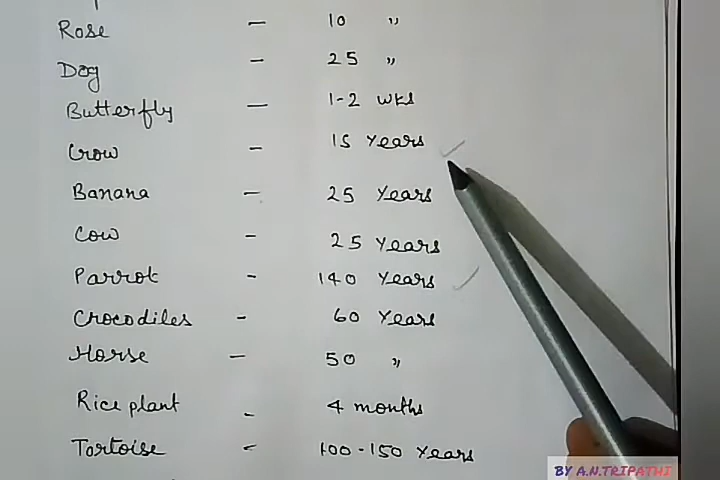 Rose — 10 "
Dog - 25 "
Butterfly — 1-2 wks
Crow - 15 Years
Banana — 25 Years
Cow - 25 Years
Parrot - 140 Years
Crocodiles - 60 Years
Horse — 50 "
Rice plant - 4 months
Tortoise - 100-150 Years
BY A.N.TRIPATHI